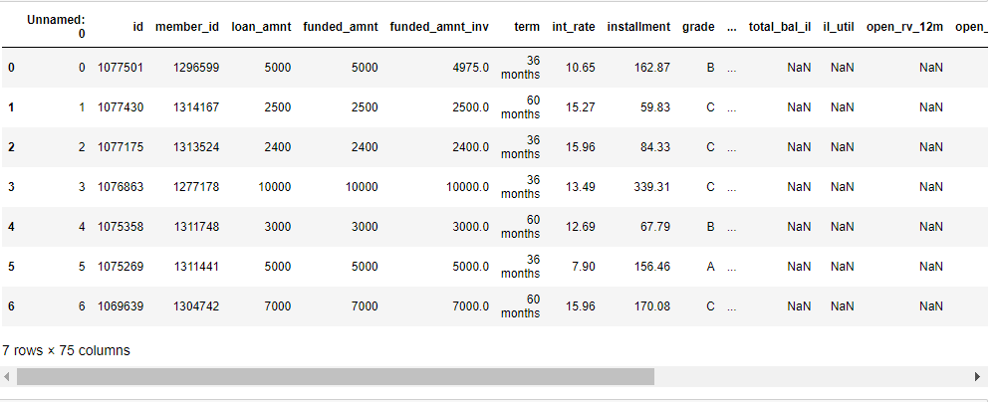 Unnamed: 0 id member_id loan_amnt funded_amnt funded_amnt_inv term int_rate installment grade ... total_bal_il il_util open_rv_12m open_
0 0 1077501 1296599 5000 5000 4975.0 36 months 10.65 162.87 B ... NaN NaN NaN
1 1 1077430 1314167 2500 2500 2500.0 60 months 15.27 59.83 C ... NaN NaN NaN
2 2 1077175 1313524 2400 2400 2400.0 36 months 15.96 84.33 C ... NaN NaN NaN
3 3 1076863 1277178 10000 10000 10000.0 36 months 13.49 339.31 C ... NaN NaN NaN
4 4 1075358 1311748 3000 3000 3000.0 60 months 12.69 67.79 B ... NaN NaN NaN
5 5 1075269 1311441 5000 5000 5000.0 36 months 7.90 156.46 A ... NaN NaN NaN
6 6 1069639 1304742 7000 7000 7000.0 60 months 15.96 170.08 C ... NaN NaN NaN
7 rows × 75 columns